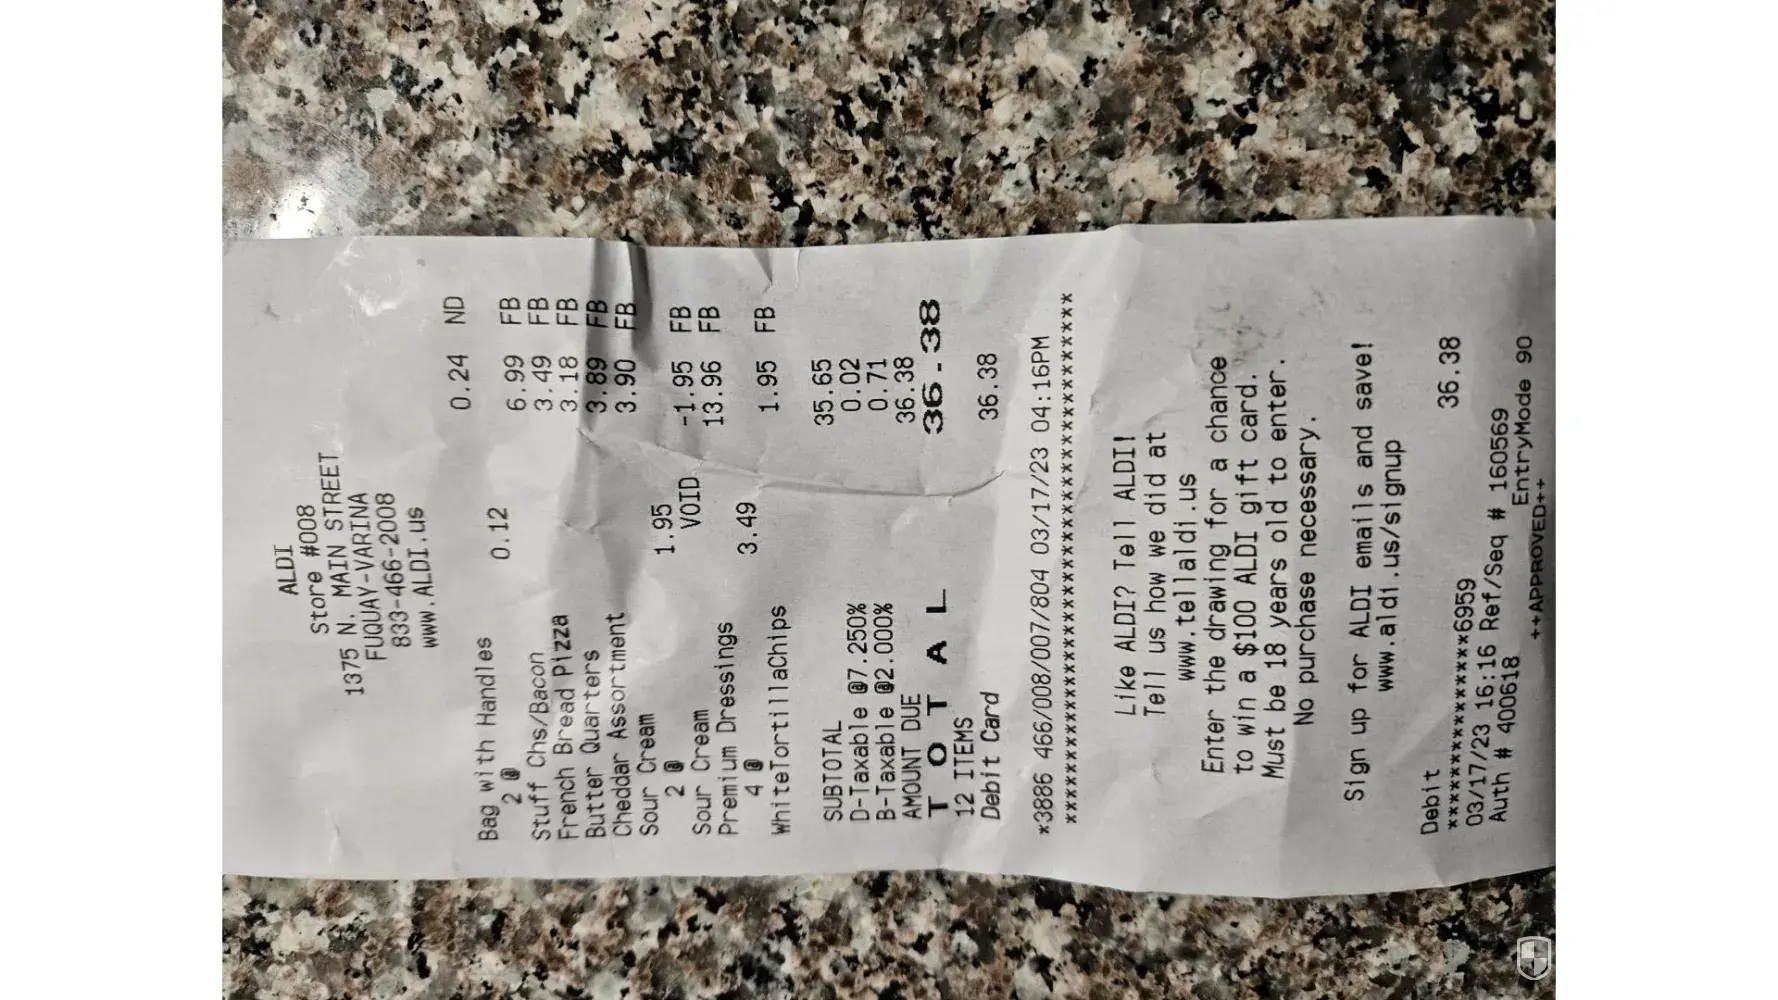 ALDI
Store #008
1375 N. MAIN STREET
FUQUAY-VARINA
833-466-2008
www.ALDI.us
Bag with Handles 0.24 ND
2 @ 0.12
Stuff Chs/Bacon 6.99 FB
French Bread Pizza 3.49 FB
Butter Quarters 3.18 FB
Cheddar Assortment 3.89 FB
Sour Cream 3.90 FB
2 @ 1.95
Sour Cream VOID -1.95 FB
Premium Dressings 13.96 FB
4 @ 3.49
WhiteTortillaChips 1.95 FB
SUBTOTAL 35.65
D-Taxable @7.250% 0.02
B-Taxable @2.000% 0.71
AMOUNT DUE 36.38
T O T A L 36.38
12 ITEMS
Debit Card 36.38
*3886 466/008/007/804 03/17/23 04:16PM
****************************************
Like ALDI? Tell ALDI!
Tell us how we did at
www.tellaldi.us
Enter the drawing for a chance
to win a $100 ALDI gift card.
Must be 18 years old to enter.
No purchase necessary.
Sign up for ALDI emails and save!
www.aldi.us/signup
Debit 36.38
***************6959
03/17/23 16:16 Ref/Seq # 160569
Auth # 400618 EntryMode 90
++APPROVED++